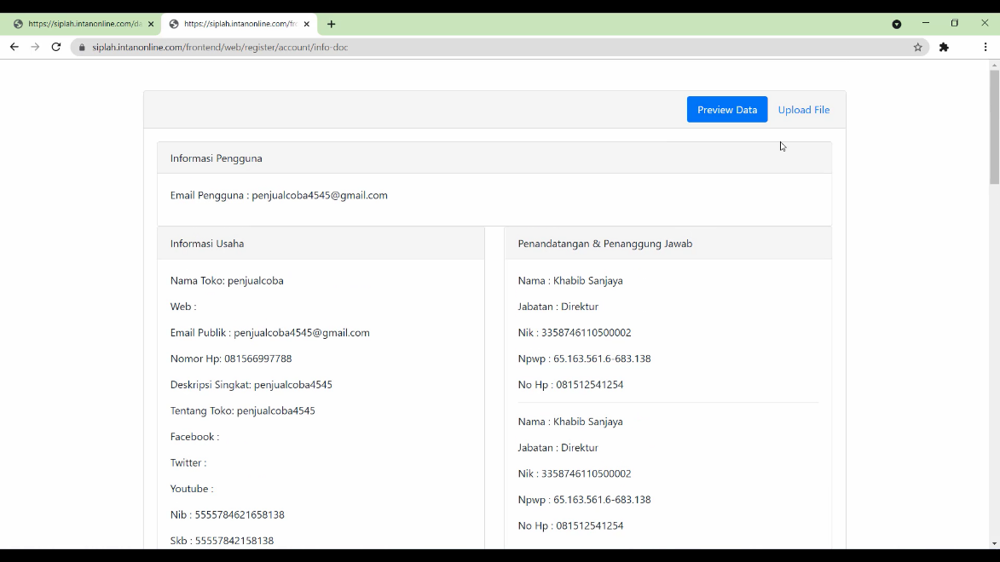 https://siplah.intanonline.com/da
https://siplah.intanonline.com/fr
siplah.intanonline.com/frontend/web/register/account/info-doc
Preview Data
Upload File
Informasi Pengguna
Email Pengguna : penjualcoba4545@gmail.com
Informasi Usaha
Nama Toko: penjualcoba
Web :
Email Publik : penjualcoba4545@gmail.com
Nomor Hp: 081566997788
Deskripsi Singkat: penjualcoba4545
Tentang Toko: penjualcoba4545
Facebook :
Twitter :
Youtube :
Nib : 5555784621658138
Skb : 55557842158138
Penandatangan & Penanggung Jawab
Nama : Khabib Sanjaya
Jabatan : Direktur
Nik : 3358746110500002
Npwp : 65.163.561.6-683.138
No Hp : 081512541254
Nama : Khabib Sanjaya
Jabatan : Direktur
Nik : 3358746110500002
Npwp : 65.163.561.6-683.138
No Hp : 081512541254